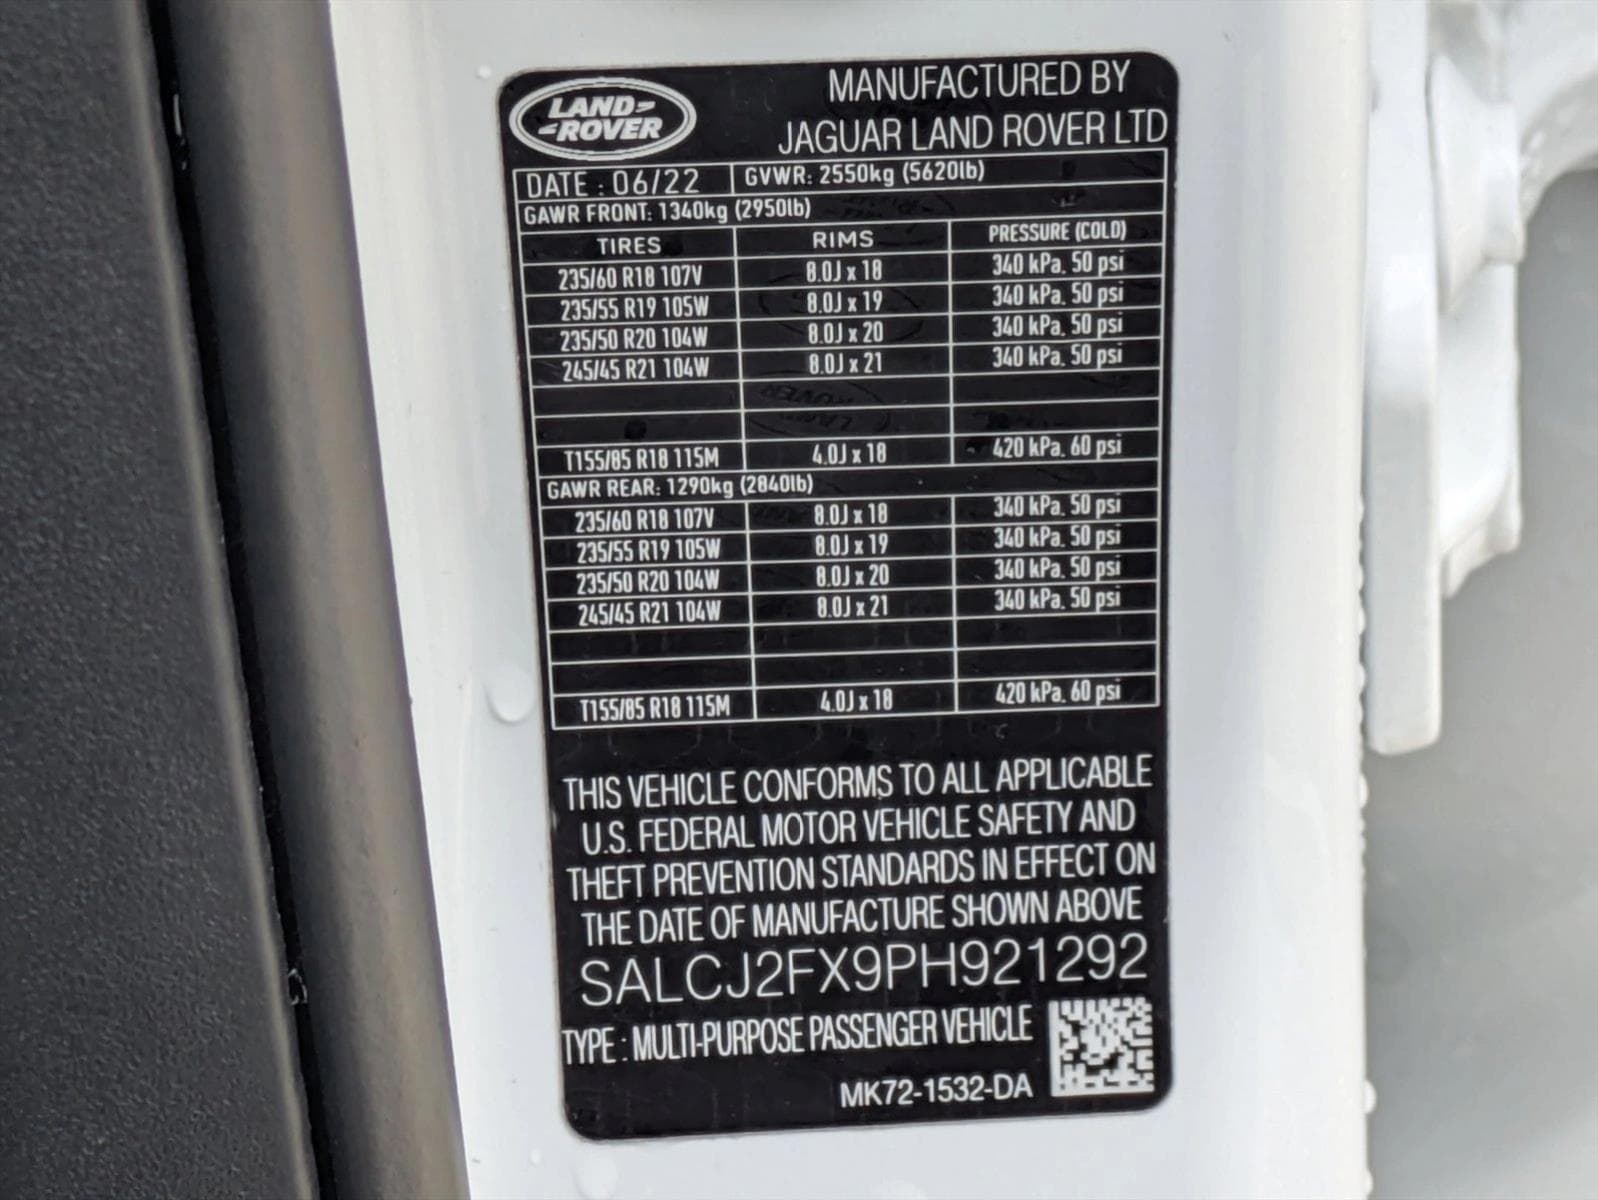 LAND-
-ROVER
MANUFACTURED BY
JAGUAR LAND ROVER LTD
DATE : 06/22 GVWR: 2550kg (5620lb)
GAWR FRONT: 1340kg (2950lb)
TIRES RIMS PRESSURE (COLD)
235/60 R18 107V 8.0J x 18 340 kPa. 50 psi
235/55 R19 105W 8.0J x 19 340 kPa. 50 psi
235/50 R20 104W 8.0J x 20 340 kPa. 50 psi
245/45 R21 104W 8.0J x 21 340 kPa. 50 psi
T155/85 R18 115M 4.0J x 18 420 kPa. 60 psi
GAWR REAR: 1290kg (2840lb)
235/60 R18 107V 8.0J x 18 340 kPa. 50 psi
235/55 R19 105W 8.0J x 19 340 kPa. 50 psi
235/50 R20 104W 8.0J x 20 340 kPa. 50 psi
245/45 R21 104W 8.0J x 21 340 kPa. 50 psi
T155/85 R18 115M 4.0J x 18 420 kPa. 60 psi
THIS VEHICLE CONFORMS TO ALL APPLICABLE
U.S. FEDERAL MOTOR VEHICLE SAFETY AND
THEFT PREVENTION STANDARDS IN EFFECT ON
THE DATE OF MANUFACTURE SHOWN ABOVE
SALCJ2FX9PH921292
TYPE : MULTI-PURPOSE PASSENGER VEHICLE
MK72-1532-DA